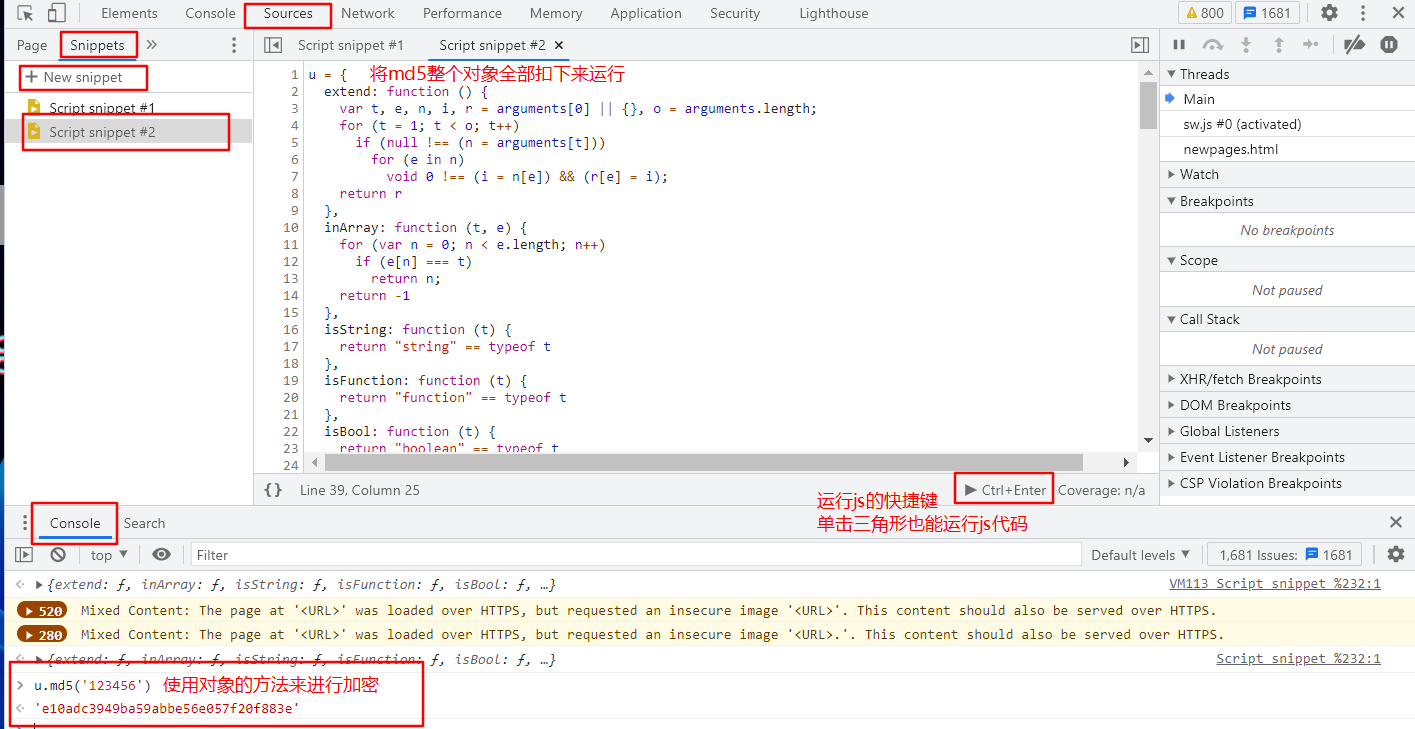 Elements Console Sources Network Performance Memory Application Security Lighthouse 800 1681
Page Snippets » Script snippet #1 Script snippet #2 ×
+ New snippet
Script snippet #1
Script snippet #2
1 u = { 将md5整个对象全部扣下来运行
2 extend: function () {
3 var t, e, n, i, r = arguments[0] || {}, o = arguments.length;
4 for (t = 1; t < o; t++)
5 if (null !== (n = arguments[t]))
6 for (e in n)
7 void 0 !== (i = n[e]) && (r[e] = i);
8 return r
9 },
10 inArray: function (t, e) {
11 for (var n = 0; n < e.length; n++)
12 if (e[n] === t)
13 return n;
14 return -1
15 },
16 isString: function (t) {
17 return "string" == typeof t
18 },
19 isFunction: function (t) {
20 return "function" == typeof t
21 },
22 isBool: function (t) {
23 return "boolean" == typeof t
24
{} Line 39, Column 25 Ctrl+Enter Coverage: n/a
运行js的快捷键
单击三角形也能运行js代码
Threads
Main
sw.js #0 (activated)
newpages.html
Watch
Breakpoints
No breakpoints
Scope
Not paused
Call Stack
Not paused
XHR/fetch Breakpoints
DOM Breakpoints
Global Listeners
Event Listener Breakpoints
CSP Violation Breakpoints
Console Search
top Filter Default levels 1,681 Issues: 1681
{extend: ƒ, inArray: ƒ, isString: ƒ, isFunction: ƒ, isBool: ƒ, …} VM113 Script snippet %232:1
520 Mixed Content: The page at '<URL>' was loaded over HTTPS, but requested an insecure image '<URL>'. This content should also be served over HTTPS.
280 Mixed Content: The page at '<URL>' was loaded over HTTPS, but requested an insecure image '<URL>.'. This content should also be served over HTTPS.
{extend: ƒ, inArray: ƒ, isString: ƒ, isFunction: ƒ, isBool: ƒ, …} Script snippet %232:1
> u.md5('123456') 使用对象的方法来进行加密
'e10adc3949ba59abbe56e057f20f883e'